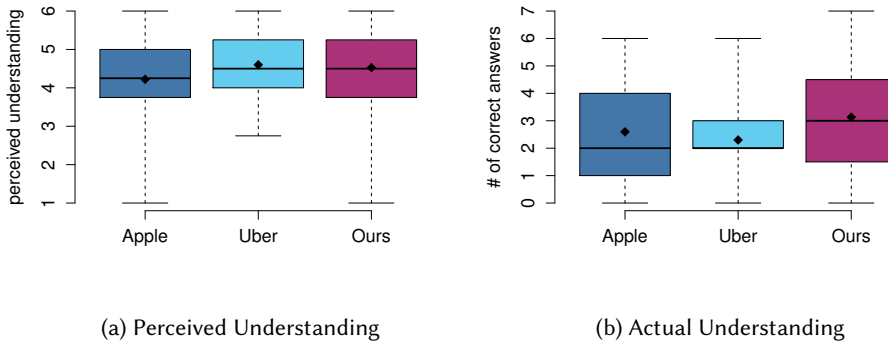 perceived understanding
6
5
4
3
2
1
Apple
Uber
Ours
(a) Perceived Understanding
# of correct answers
7
6
5
4
3
2
1
0
Apple
Uber
Ours
(b) Actual Understanding